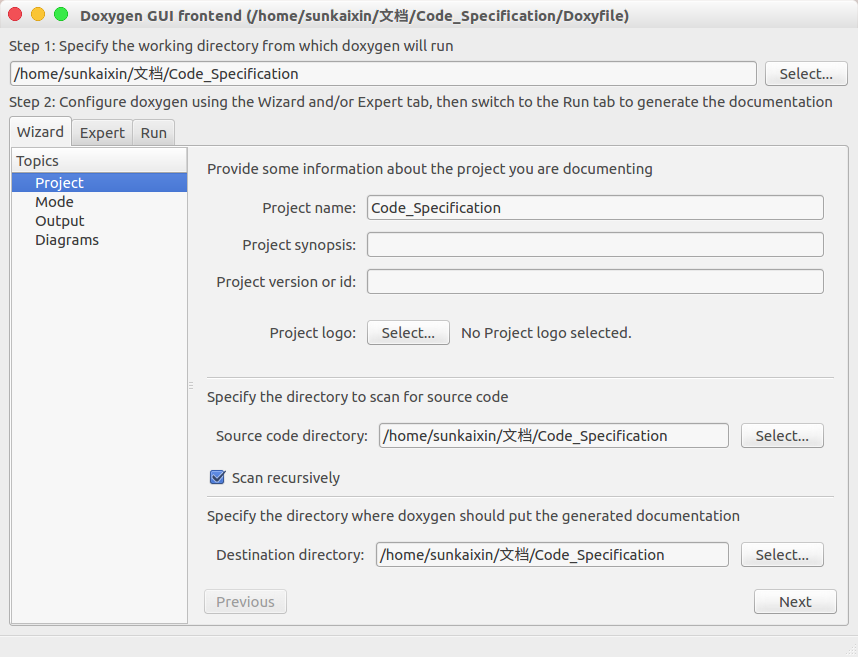 Doxygen GUI frontend (/home/sunkaixin/文档/Code_Specification/Doxyfile)
Step 1: Specify the working directory from which doxygen will run
/home/sunkaixin/文档/Code_Specification
Select...
Step 2: Configure doxygen using the Wizard and/or Expert tab, then switch to the Run tab to generate the documentation
Wizard Expert Run
Topics
Project
Mode
Output
Diagrams
Provide some information about the project you are documenting
Project name: Code_Specification
Project synopsis:
Project version or id:
Project logo: Select... No Project logo selected.
Specify the directory to scan for source code
Source code directory: /home/sunkaixin/文档/Code_Specification Select...
Scan recursively
Specify the directory where doxygen should put the generated documentation
Destination directory: /home/sunkaixin/文档/Code_Specification Select...
Previous Next